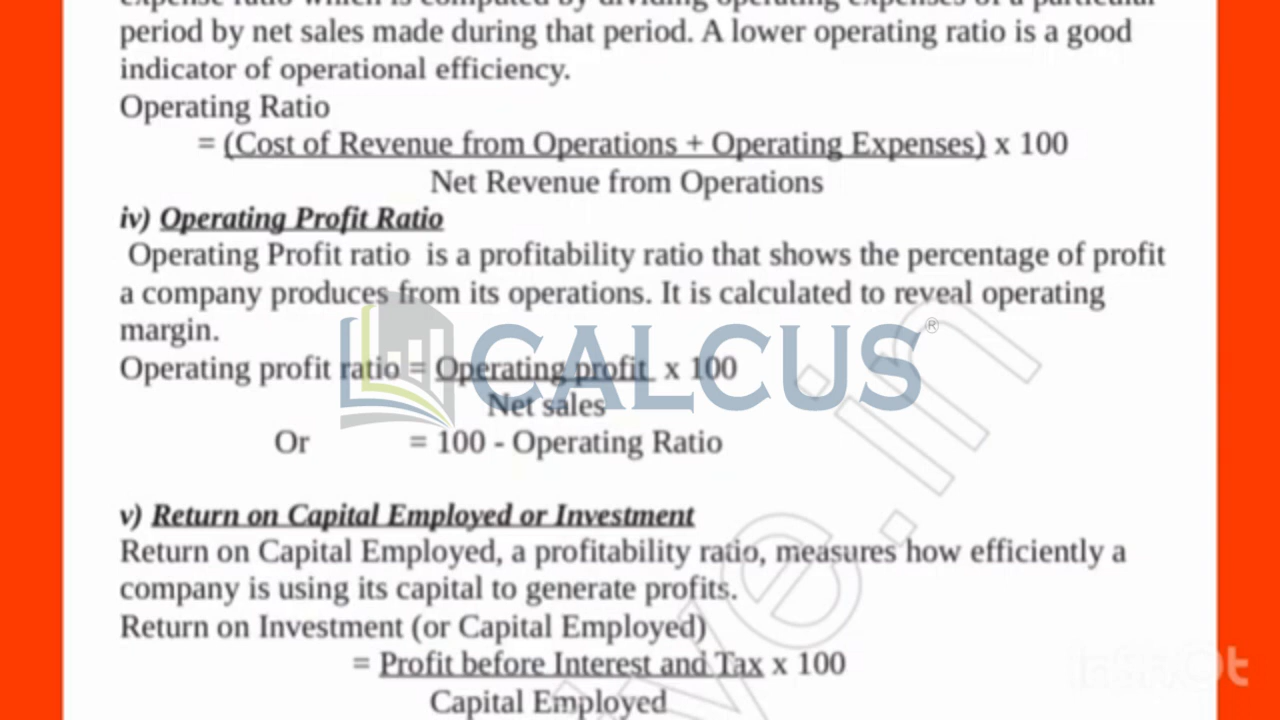 period by net sales made during that period. A lower operating ratio is a good
indicator of operational efficiency.
Operating Ratio
= (Cost of Revenue from Operations + Operating Expenses) x 100
Net Revenue from Operations
iv) Operating Profit Ratio
Operating Profit ratio is a profitability ratio that shows the percentage of profit
a company produces from its operations. It is calculated to reveal operating
margin.
CALCUS®
Operating profit ratio = Operating profit x 100
Net sales
Or = 100 - Operating Ratio
v) Return on Capital Employed or Investment
Return on Capital Employed, a profitability ratio, measures how efficiently a
company is using its capital to generate profits.
Return on Investment (or Capital Employed)
= Profit before Interest and Tax x 100
Capital Employed